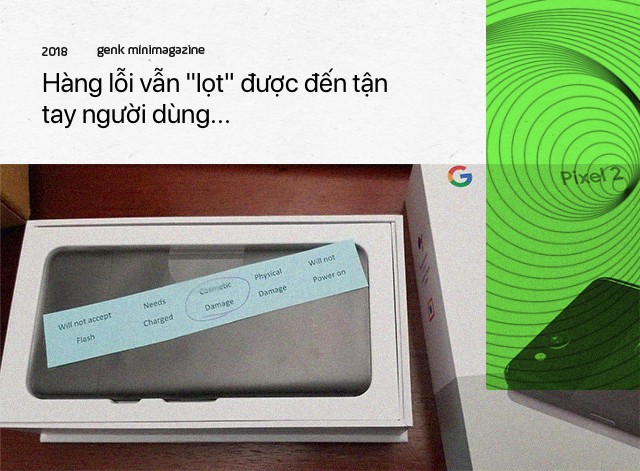 2018 genk minimagazine
Hàng lỗi vẫn "lọt" được đến tận
tay người dùng...
G
Pixel 2
Will not accept
Flash
Needs
Charged
Cosmetic
Damage
Physical
Damage
Will not
Power on